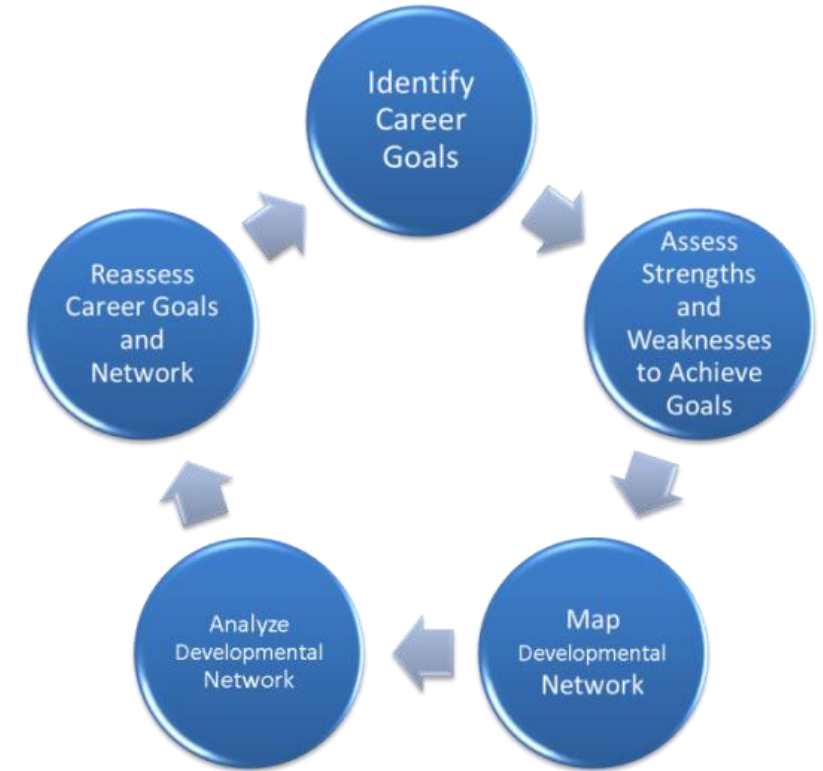 Identify
Career
Goals
Assess
Strengths
and
Weaknesses
to Achieve
Goals
Map
Developmental
Network
Analyze
Developmental
Network
Reassess
Career Goals
and
Network